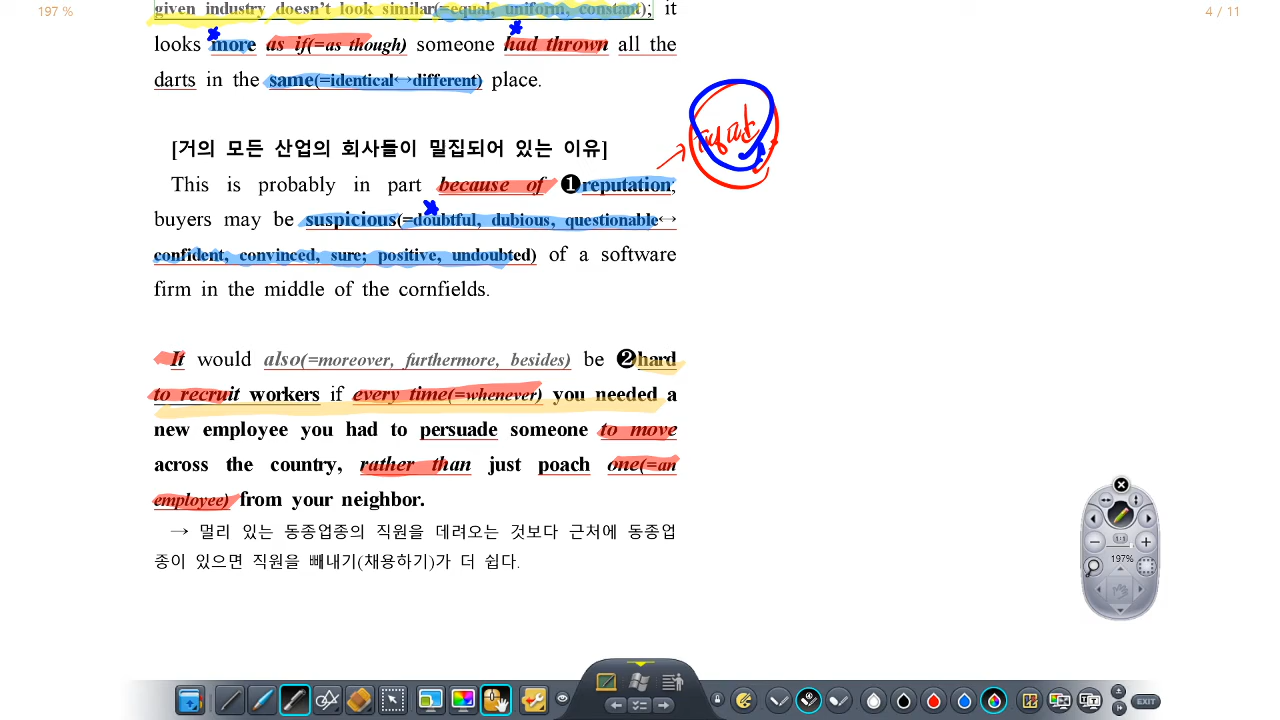 197 %
4 / 11
given industry doesn't look similar(=equal, uniform, constant); it
looks more as if(=as though) someone had thrown all the
darts in the same(=identical↔different) place.
[거의 모든 산업의 회사들이 밀집되어 있는 이유]
This is probably in part because of ❶reputation;
buyers may be suspicious(=doubtful, dubious, questionable↔
confident, convinced, sure; positive, undoubted) of a software
firm in the middle of the cornfields.
It would also(=moreover, furthermore, besides) be ❷hard
to recruit workers if every time(=whenever) you needed a
new employee you had to persuade someone to move
across the country, rather than just poach one(=an
employee) from your neighbor.
→ 멀리 있는 동종업종의 직원을 데려오는 것보다 근처에 동종업
종이 있으면 직원을 빼내기(채용하기)가 더 쉽다.
1:1
197%
EXIT